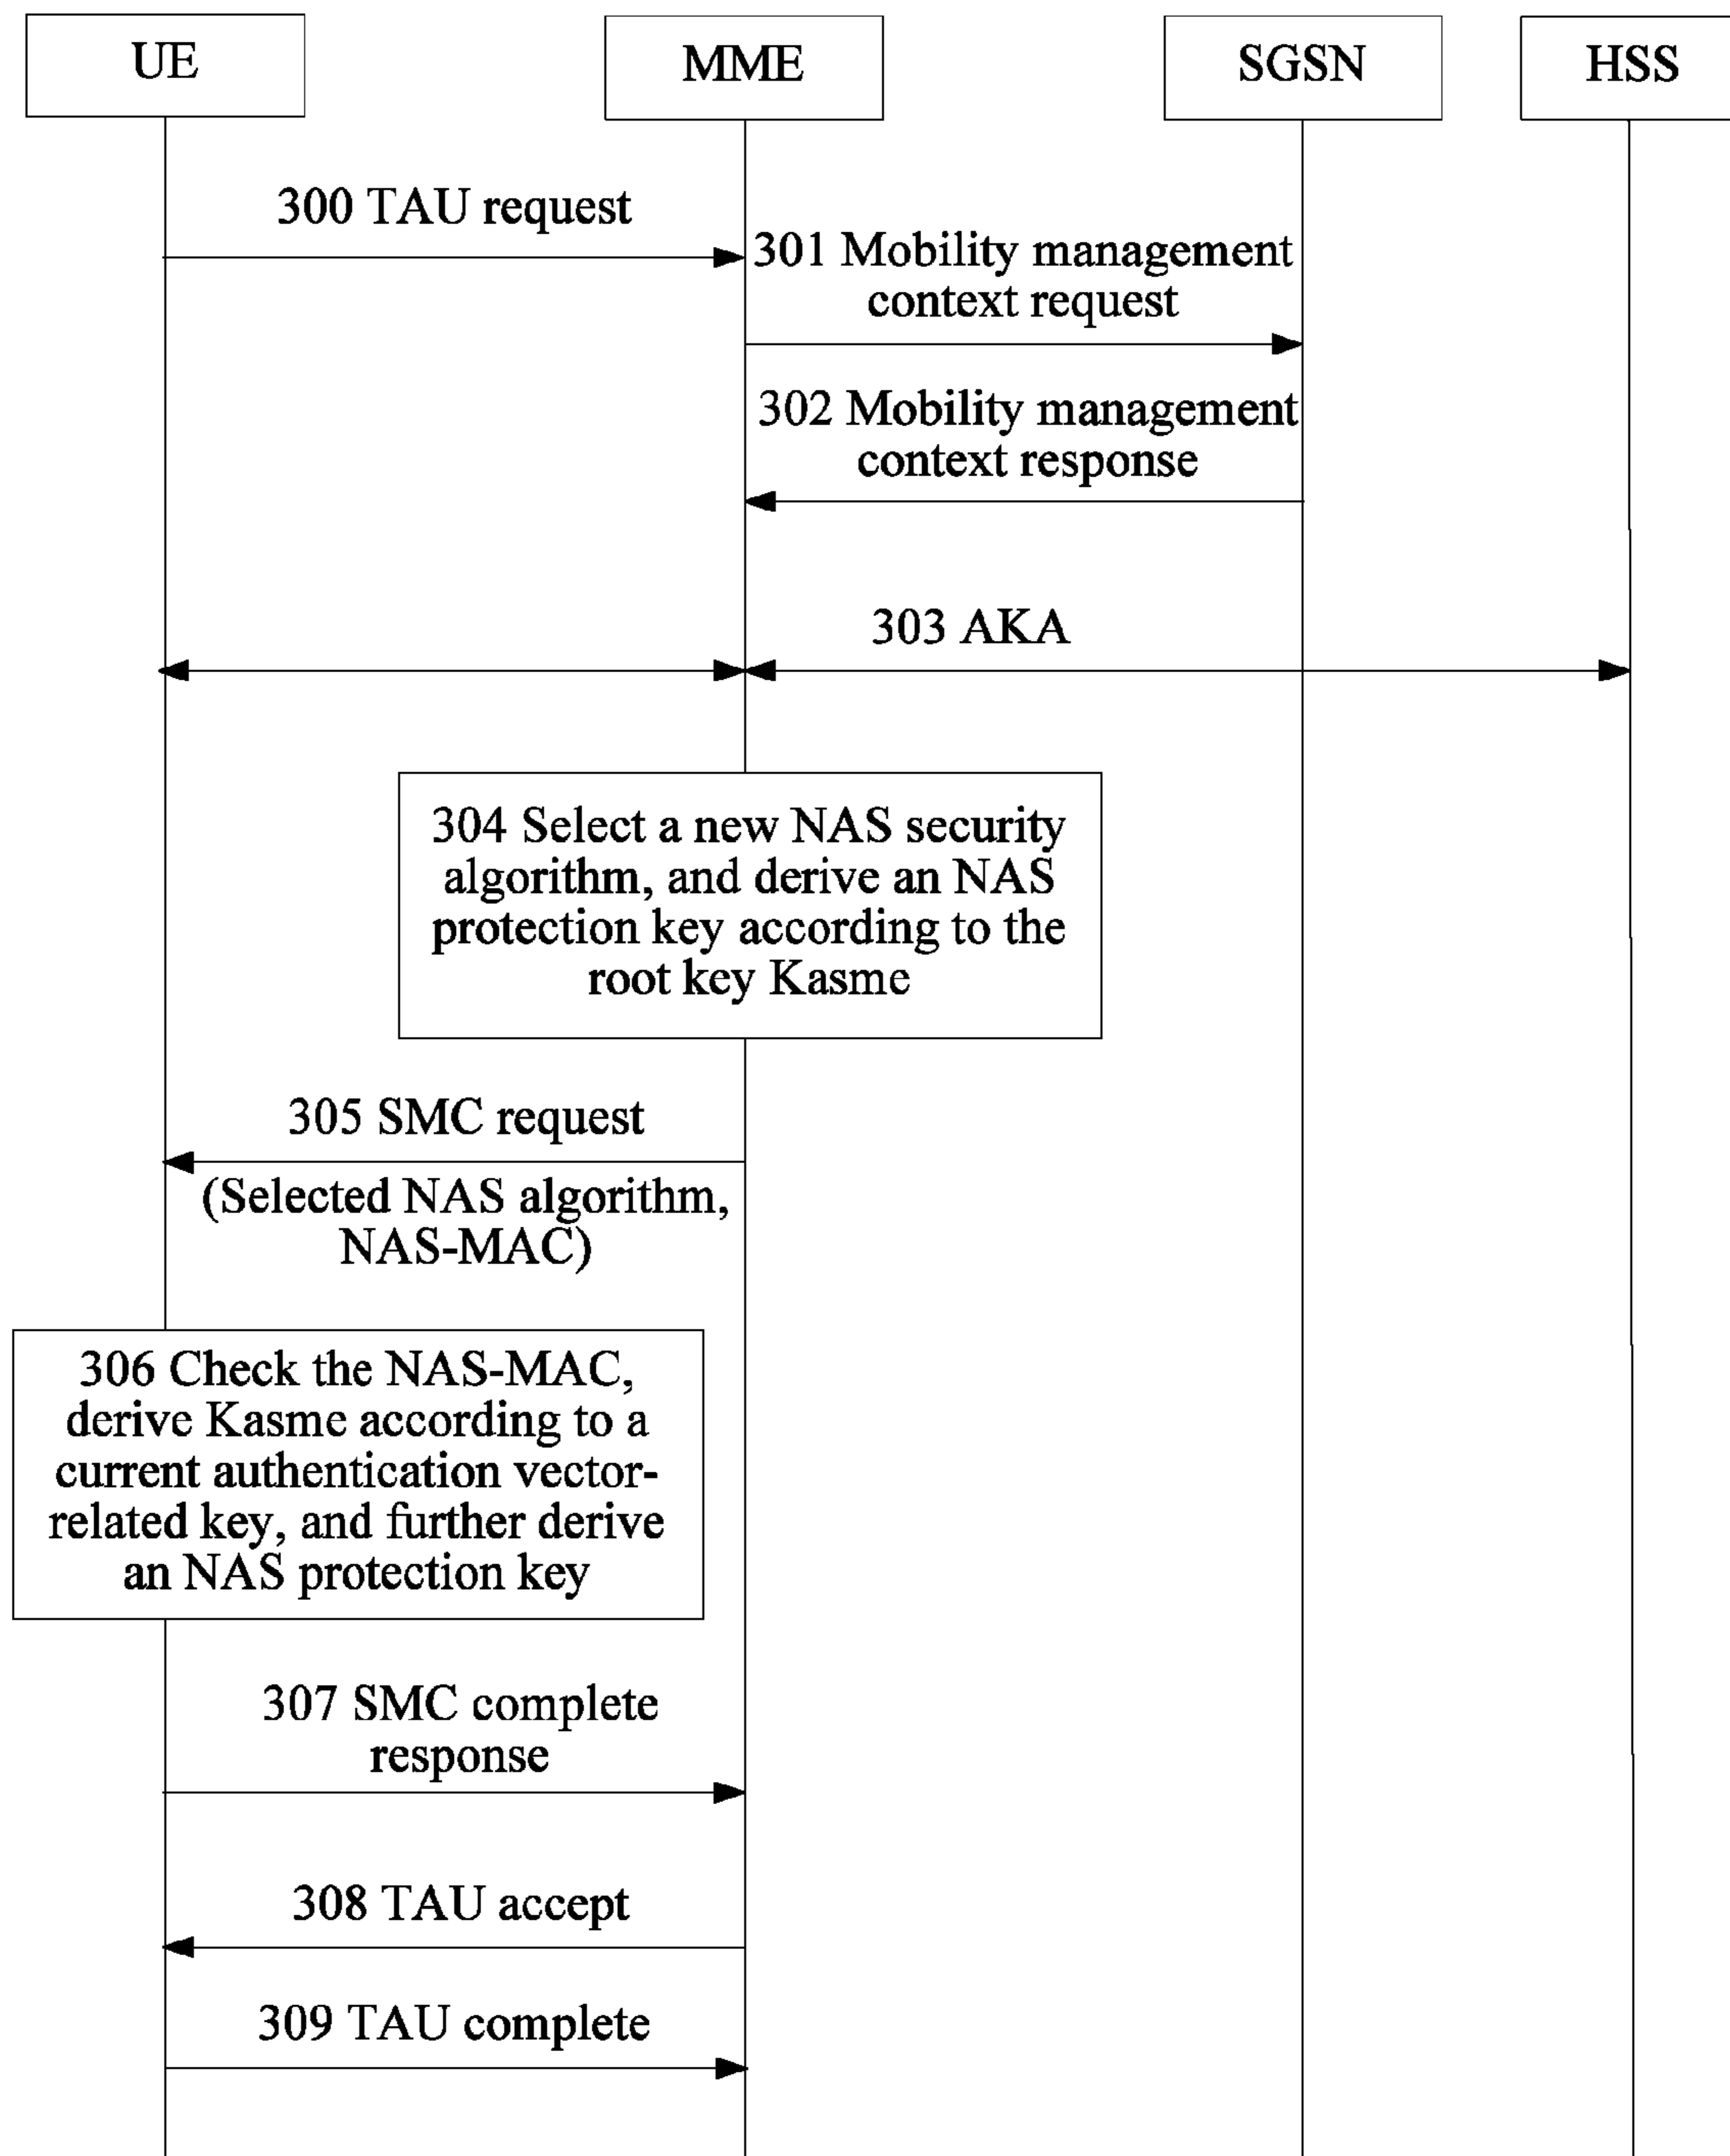 UE
MME
SGSN
HSS
300 TAU request
301 Mobility management
context request
302 Mobility management
context response
303 AKA
304 Select a new NAS security
algorithm, and derive an NAS
protection key according to the
root key Kasme
305 SMC request
(Selected NAS algorithm,
NAS-MAC)
306 Check the NAS-MAC,
derive Kasme according to a
current authentication vector-
related key, and further derive
an NAS protection key
307 SMC complete
response
308 TAU accept
309 TAU complete